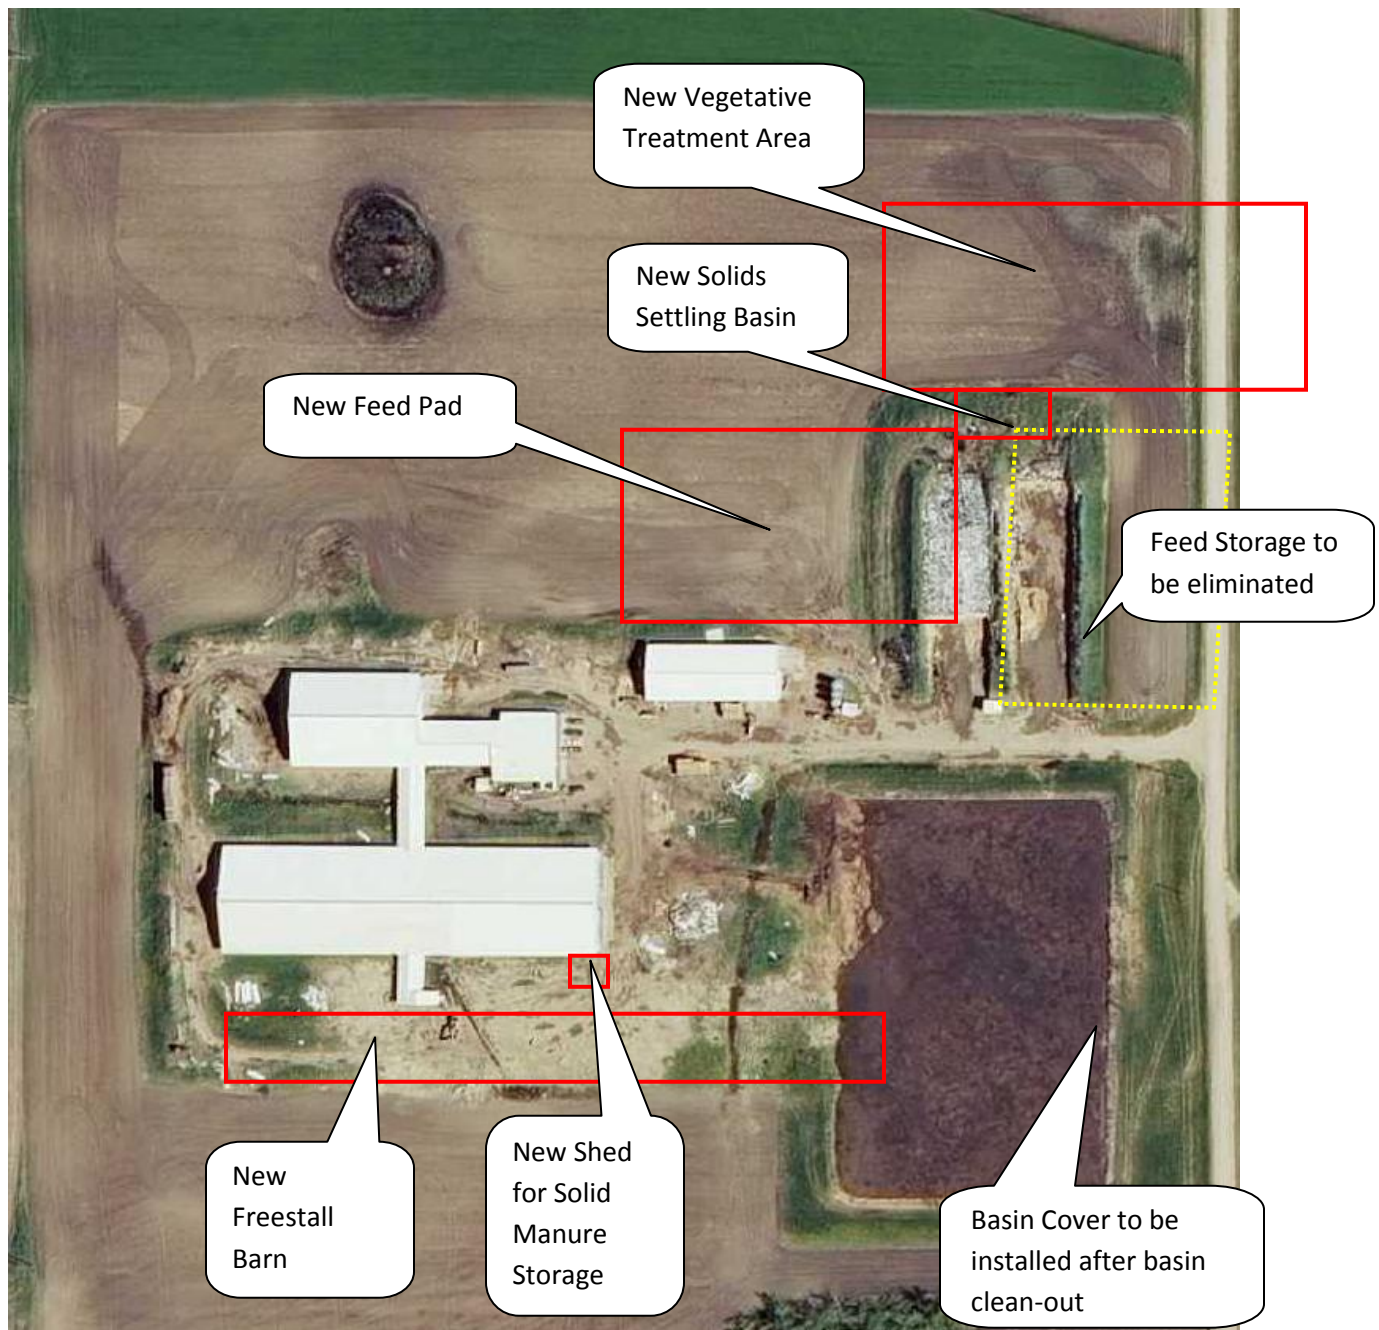 New Vegetative
Treatment Area
New Solids
Settling Basin
New Feed Pad
Feed Storage to
be eliminated
New
Freestall
Barn
New Shed
for Solid
Manure
Storage
Basin Cover to be
installed after basin
clean-out